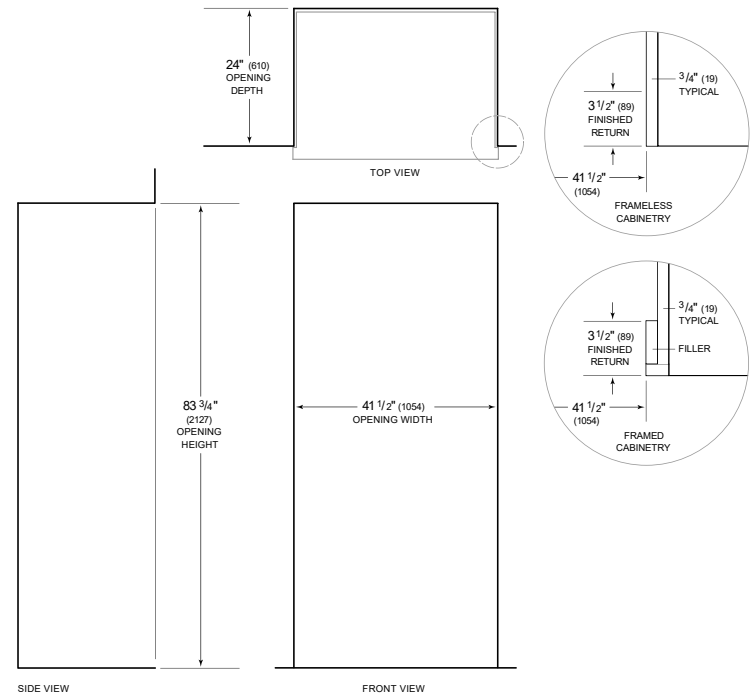 24" (610)
OPENING
DEPTH
TOP VIEW
3/4" (19)
TYPICAL
3 1/2" (89)
FINISHED
RETURN
41 1/2"
(1054)
FRAMELESS
CABINETRY
3/4" (19)
TYPICAL
3 1/2" (89)
FINISHED
RETURN
FILLER
41 1/2"
(1054)
FRAMED
CABINETRY
83 3/4"
(2127)
OPENING
HEIGHT
41 1/2" (1054)
OPENING WIDTH
SIDE VIEW
FRONT VIEW